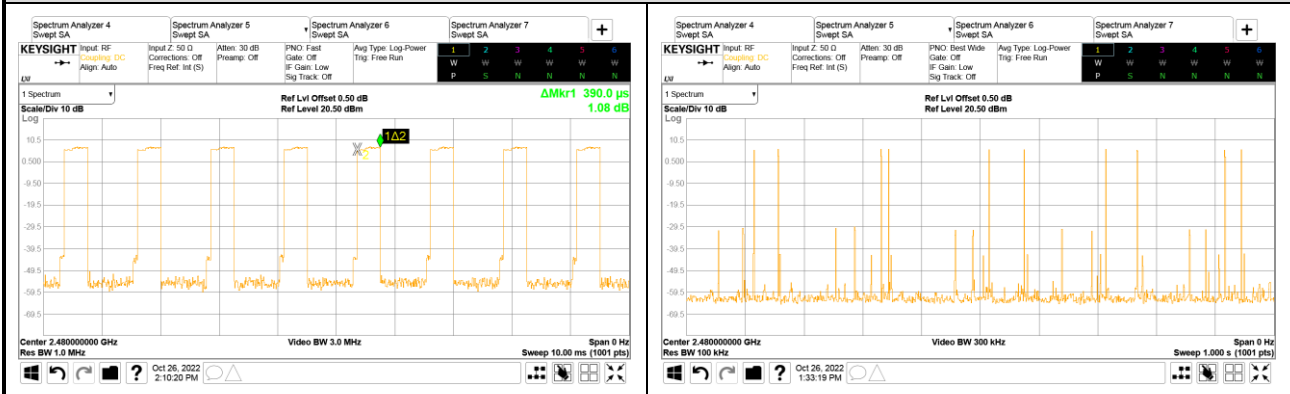 Spectrum Analyzer 4 Spectrum Analyzer 5 Spectrum Analyzer 6 Spectrum Analyzer 7
Swept SA Swept SA Swept SA Swept SA +
KEYSIGHT Input: RF Input Z: 50 Ω Atten: 30 dB PNO: Fast Avg Type: Log-Power 1 2 3 4 5 6
Coupling: DC Corrections: Off Preamp: Off Gate: Off Trig: Free Run W W W W W W
Align: Auto Freq Ref: Int (S) IF Gain: Low
Sig Track: Off P S N N N N
1 Spectrum Ref Lvl Offset 0.50 dB ΔMkr1 390.0 µs
Scale/Div 10 dB Ref Level 20.50 dBm 1.08 dB
Log
10.5
1Δ2
X2
0.500
-9.50
-19.5
-29.5
-39.5
-49.5
-59.5
-69.5
Center 2.480000000 GHz Video BW 3.0 MHz Span 0 Hz
Res BW 1.0 MHz Sweep 10.00 ms (1001 pts)
? Oct 26, 2022
2:10:20 PM
Spectrum Analyzer 4 Spectrum Analyzer 5 Spectrum Analyzer 6 Spectrum Analyzer 7
Swept SA Swept SA Swept SA Swept SA +
KEYSIGHT Input: RF Input Z: 50 Ω Atten: 30 dB PNO: Best Wide Avg Type: Log-Power 1 2 3 4 5 6
Coupling: DC Corrections: Off Preamp: Off Gate: Off Trig: Free Run W W W W W W
Align: Auto Freq Ref: Int (S) IF Gain: Low
Sig Track: Off P S N N N N
1 Spectrum Ref Lvl Offset 0.50 dB
Scale/Div 10 dB Ref Level 20.50 dBm
Log
10.5
0.500
-9.50
-19.5
-29.5
-39.5
-49.5
-59.5
-69.5
Center 2.480000000 GHz Video BW 300 kHz Span 0 Hz
Res BW 100 kHz Sweep 1.000 s (1001 pts)
? Oct 26, 2022
1:33:19 PM